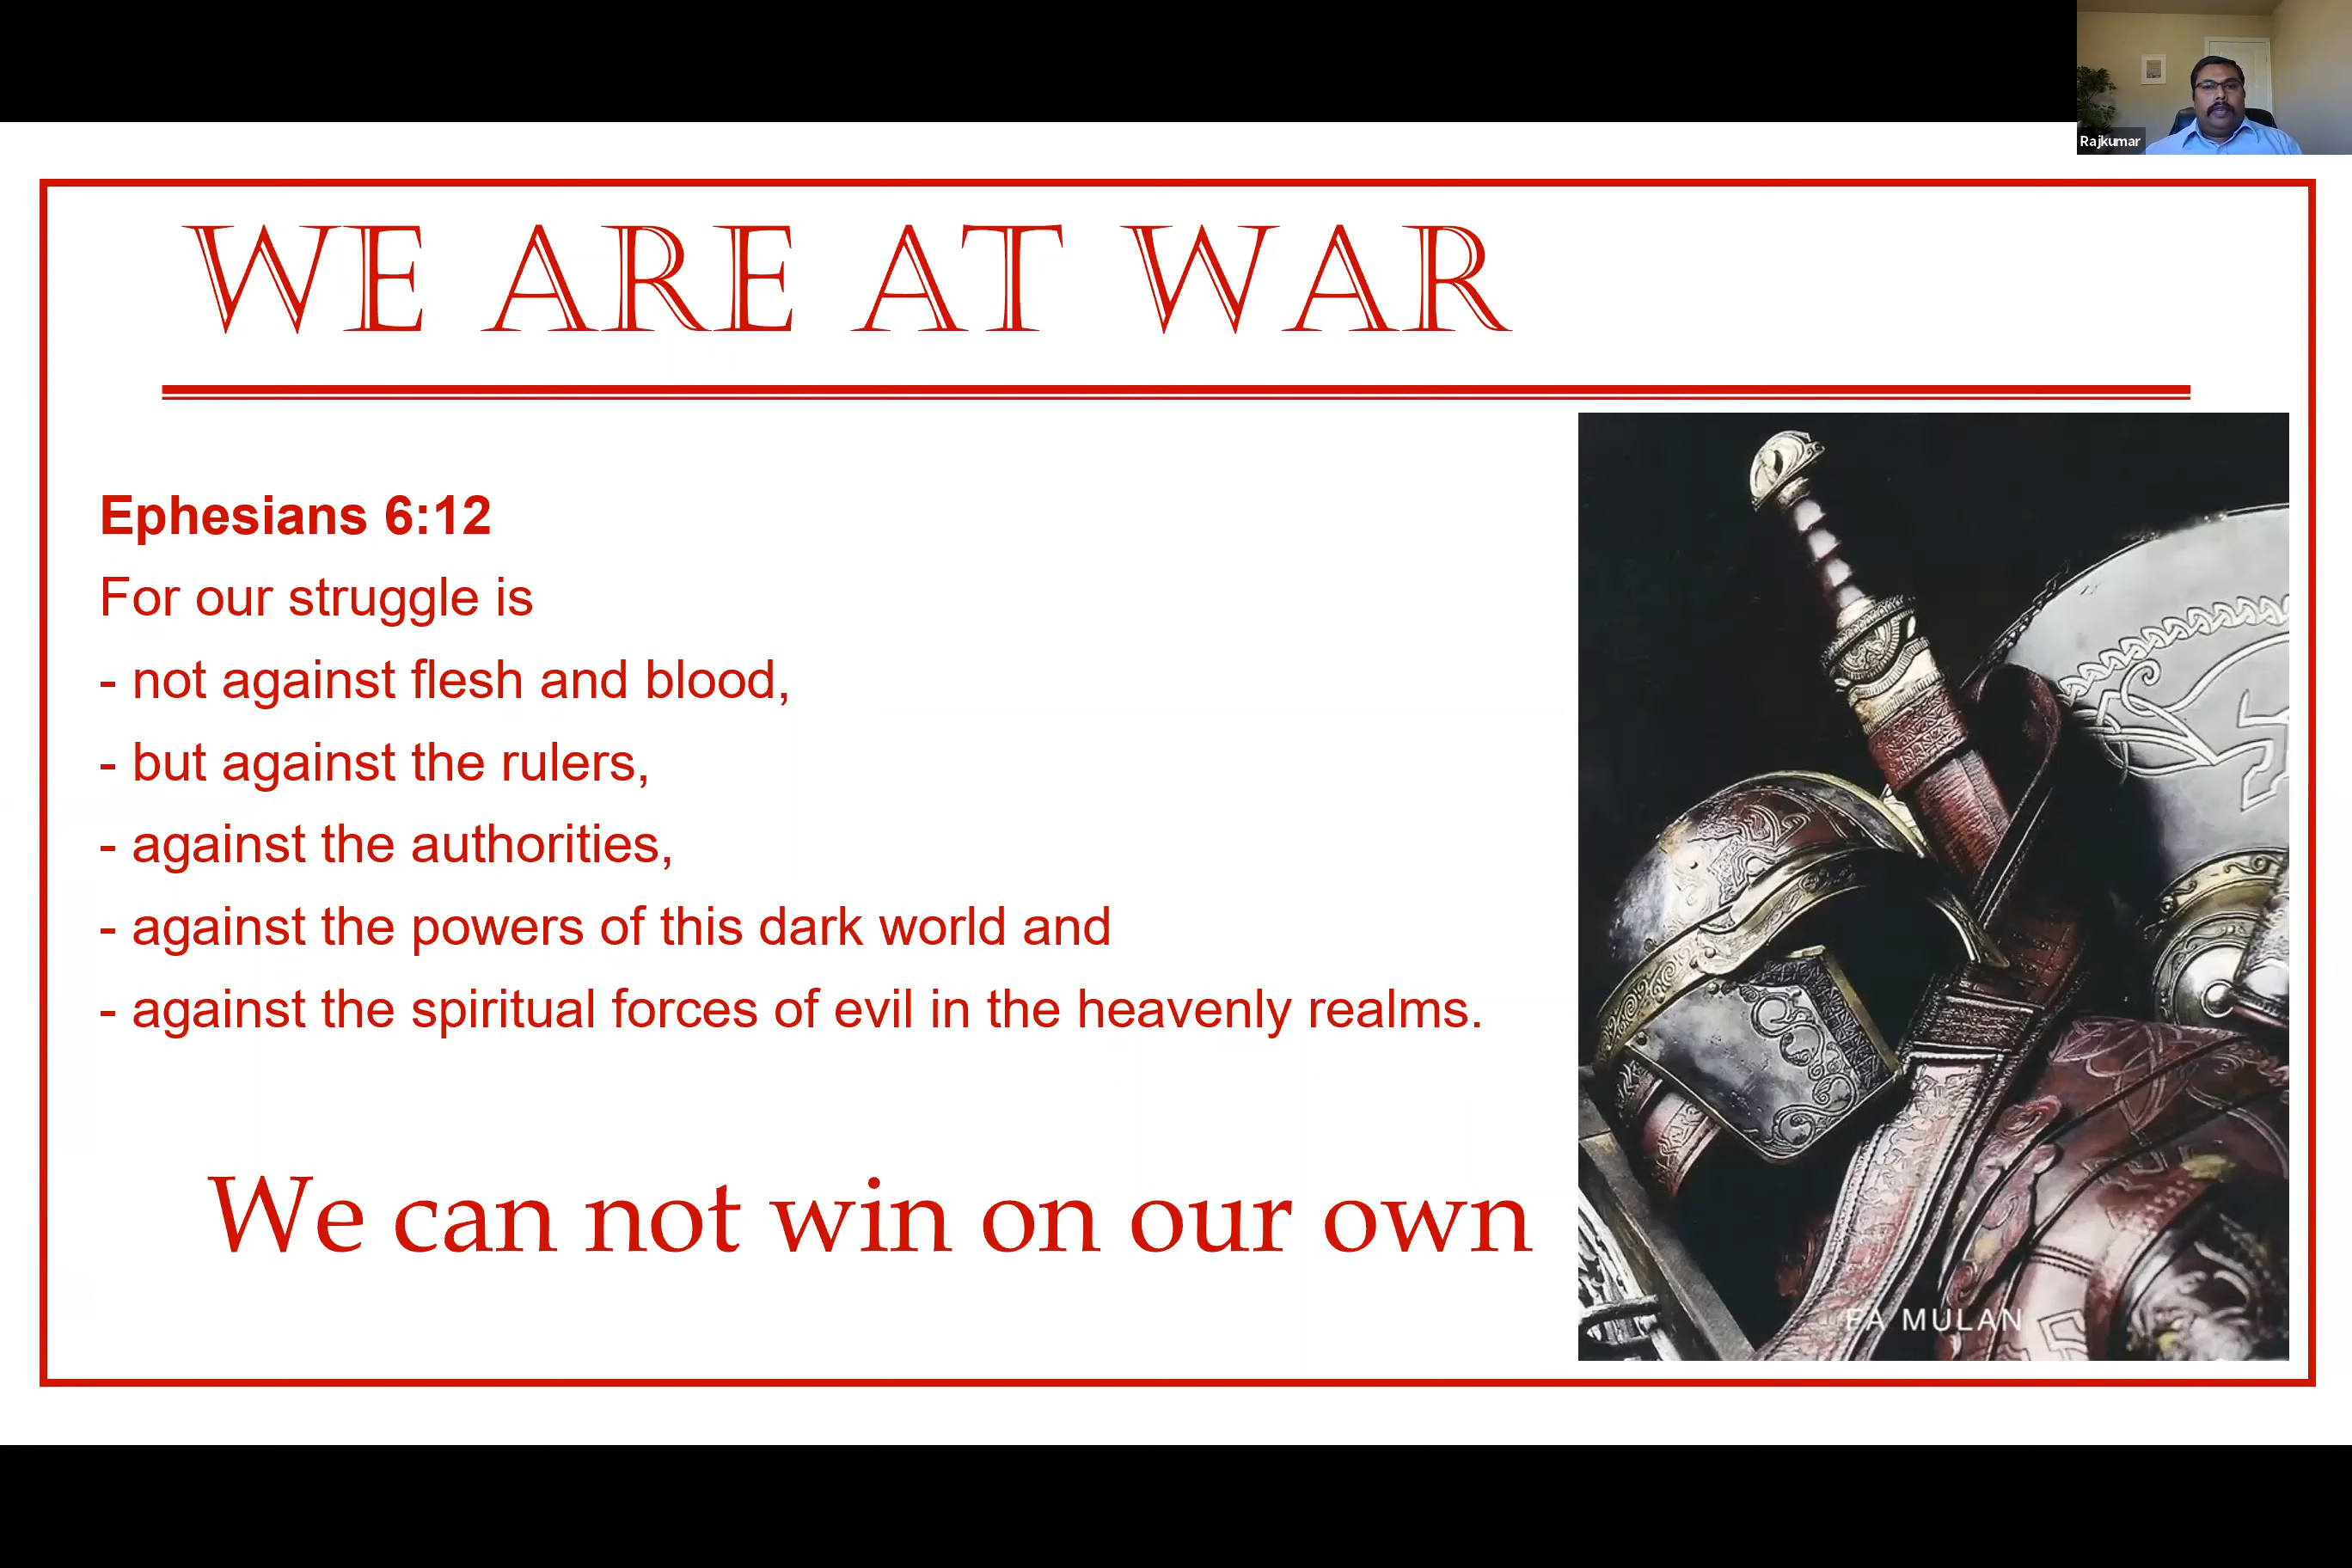 Rajkumar
WE ARE AT WAR
Ephesians 6:12
For our struggle is
- not against flesh and blood,
- but against the rulers,
- against the authorities,
- against the powers of this dark world and
- against the spiritual forces of evil in the heavenly realms.
We can not win on our own
FA MULAN